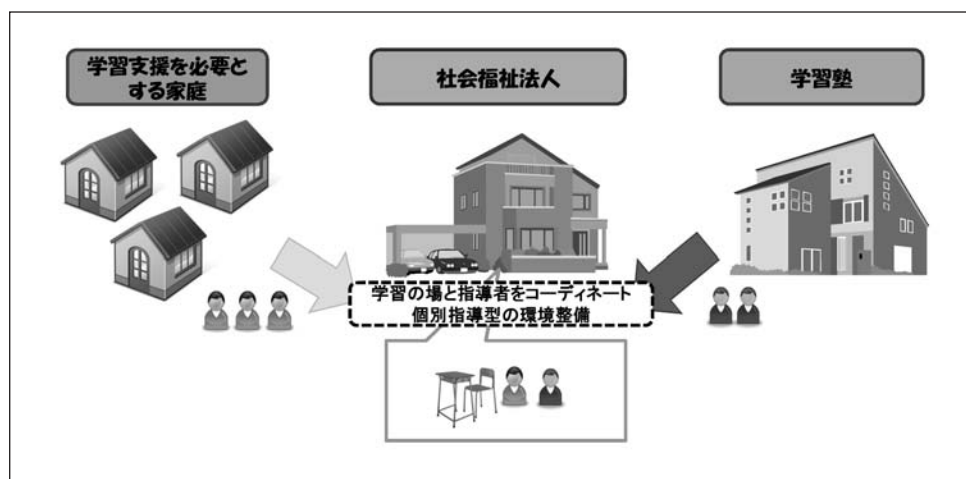 学習支援を必要と
する家庭
社会福祉法人
学習塾
学習の場と指導者をコーディネート
個別指導型の環境整備